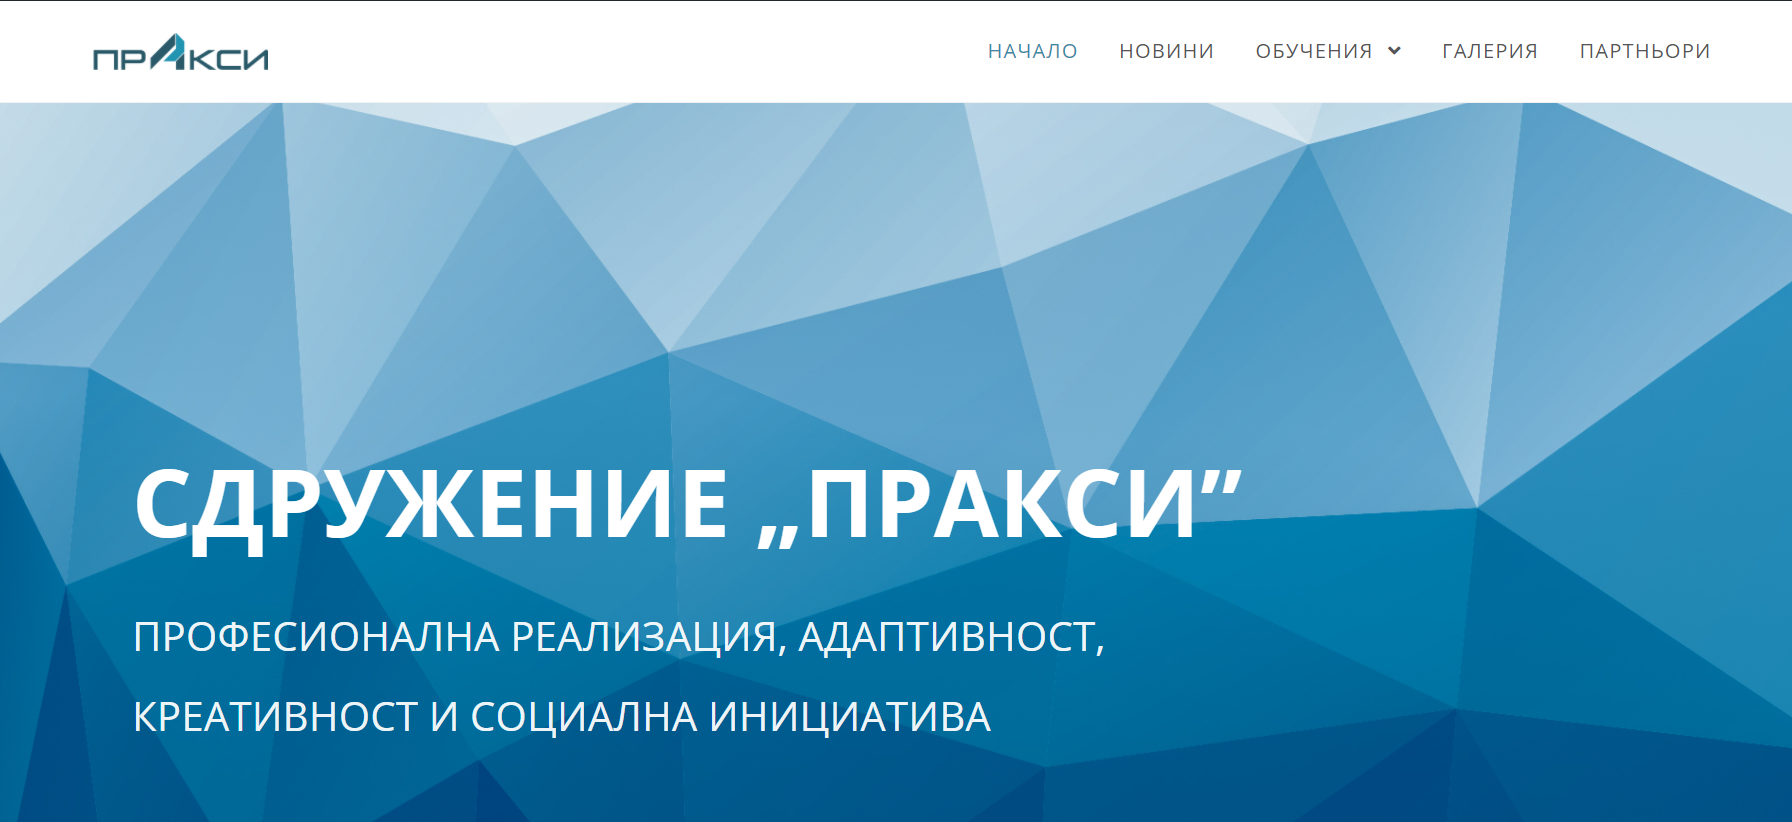 ПРАКСИ
НАЧАЛО
НОВИНИ
ОБУЧЕНИЯ
ГАЛЕРИЯ
ПАРТНЬОРИ
СДРУЖЕНИЕ „ПРАКСИ”
ПРОФЕСИОНАЛНА РЕАЛИЗАЦИЯ, АДАПТИВНОСТ,
КРЕАТИВНОСТ И СОЦИАЛНА ИНИЦИАТИВА